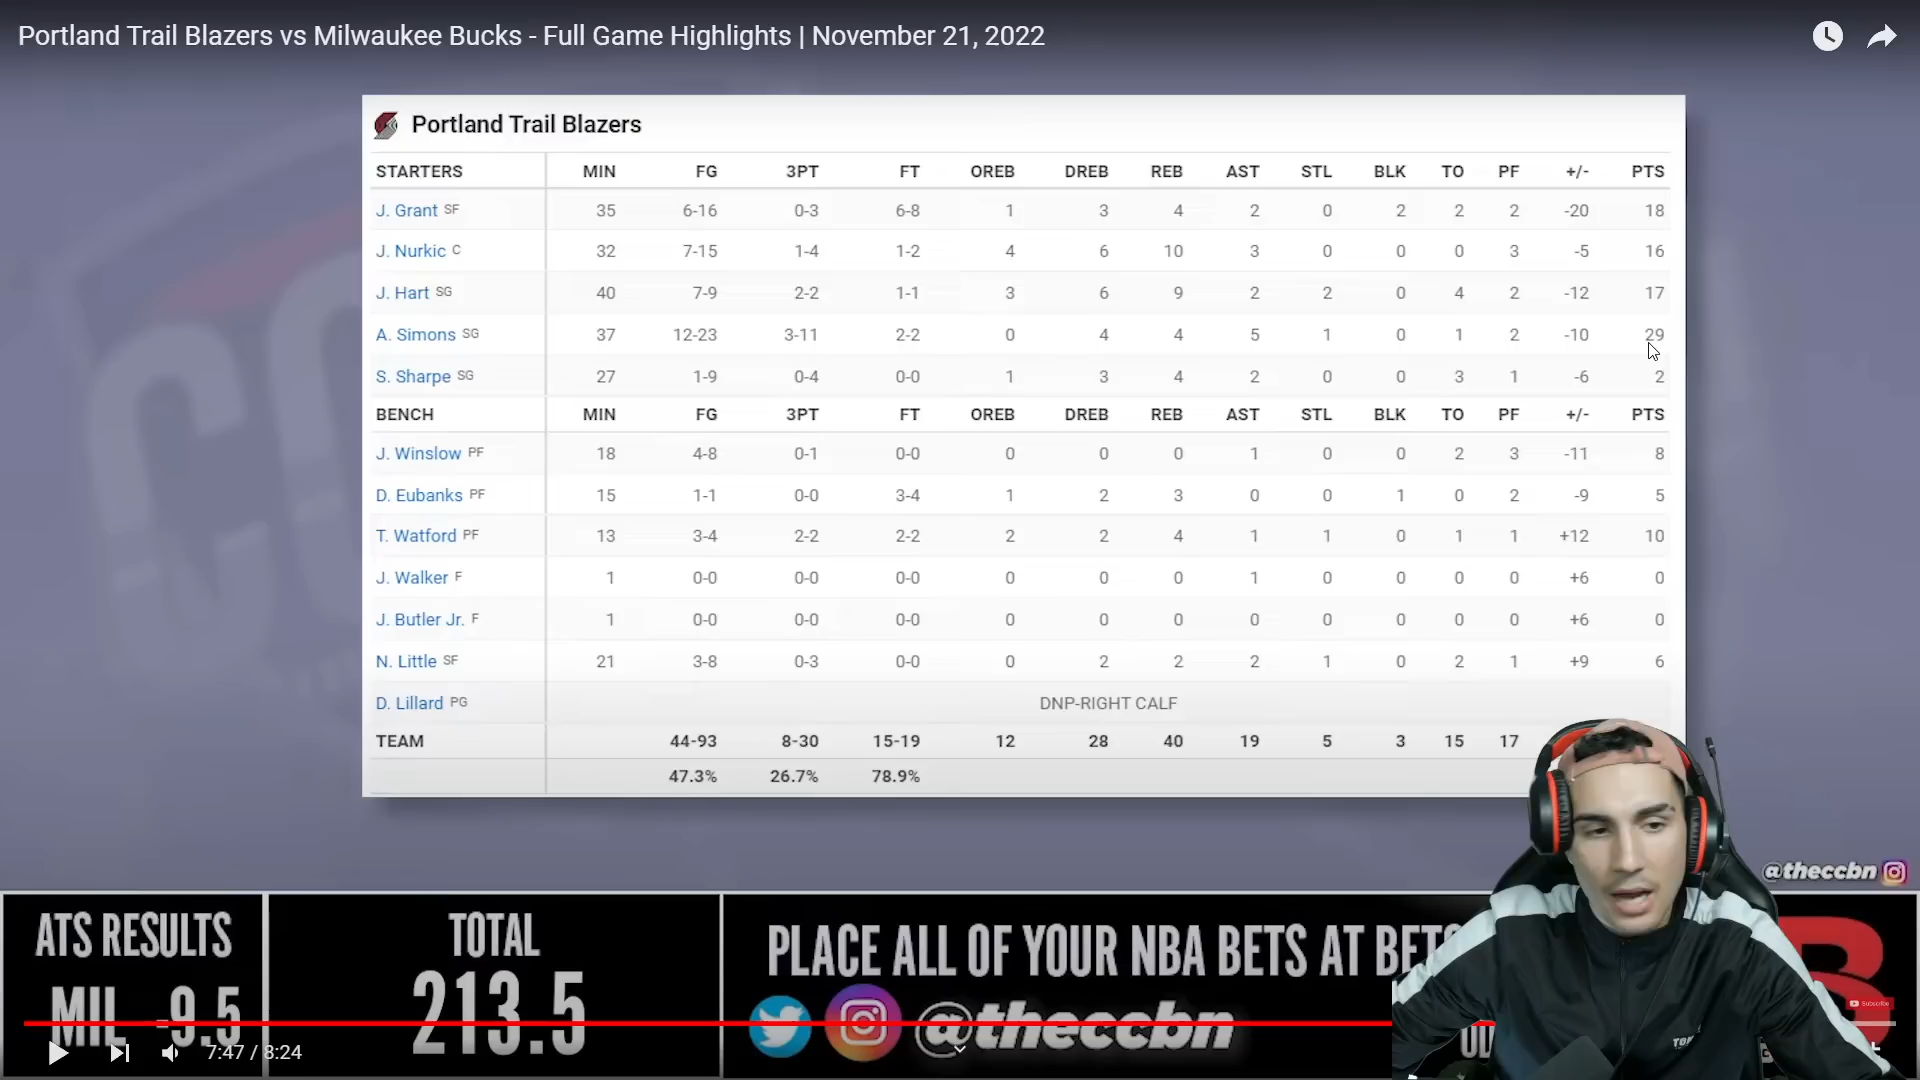 Portland Trail Blazers vs Milwaukee Bucks - Full Game Highlights | November 21, 2022
Portland Trail Blazers
STARTERS MIN FG 3PT FT OREB DREB REB AST STL BLK TO PF +/- PTS
J. Grant SF 35 6-16 0-3 6-8 1 3 4 2 0 2 2 2 -20 18
J. Nurkic C 32 7-15 1-4 1-2 4 6 10 3 0 0 0 3 -5 16
J. Hart SG 40 7-9 2-2 1-1 3 6 9 2 2 0 4 2 -12 17
A. Simons SG 37 12-23 3-11 2-2 0 4 4 5 1 0 1 2 -10 29
S. Sharpe SG 27 1-9 0-4 0-0 1 3 4 2 0 0 3 1 -6 2
BENCH MIN FG 3PT FT OREB DREB REB AST STL BLK TO PF +/- PTS
J. Winslow PF 18 4-8 0-1 0-0 0 0 0 1 0 0 2 3 -11 8
D. Eubanks PF 15 1-1 0-0 3-4 1 2 3 0 0 1 0 2 -9 5
T. Watford PF 13 3-4 2-2 2-2 2 2 4 1 1 0 1 1 +12 10
J. Walker F 1 0-0 0-0 0-0 0 0 0 1 0 0 0 0 +6 0
J. Butler Jr. F 1 0-0 0-0 0-0 0 0 0 0 0 0 0 0 +6 0
N. Little SF 21 3-8 0-3 0-0 0 2 2 2 1 0 2 1 +9 6
D. Lillard PG DNP-RIGHT CALF
TEAM 44-93 8-30 15-19 12 28 40 19 5 3 15 17
47.3% 26.7% 78.9%
@theccbn
ATS RESULTS TOTAL PLACE ALL OF YOUR NBA BETS AT
MIL -9.5 213.5 @theccbn
Subscribe
7:47 / 8:24